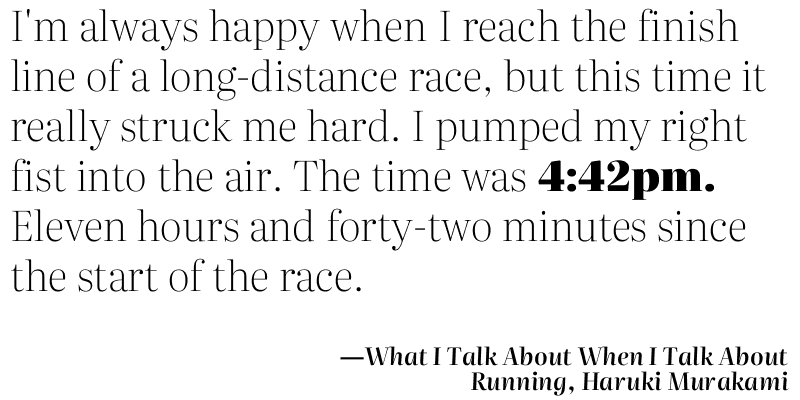 I'm always happy when I reach the finish
line of a long-distance race, but this time it
really struck me hard. I pumped my right
fist into the air. The time was 4:42pm.
Eleven hours and forty-two minutes since
the start of the race.
—What I Talk About When I Talk About
Running, Haruki Murakami